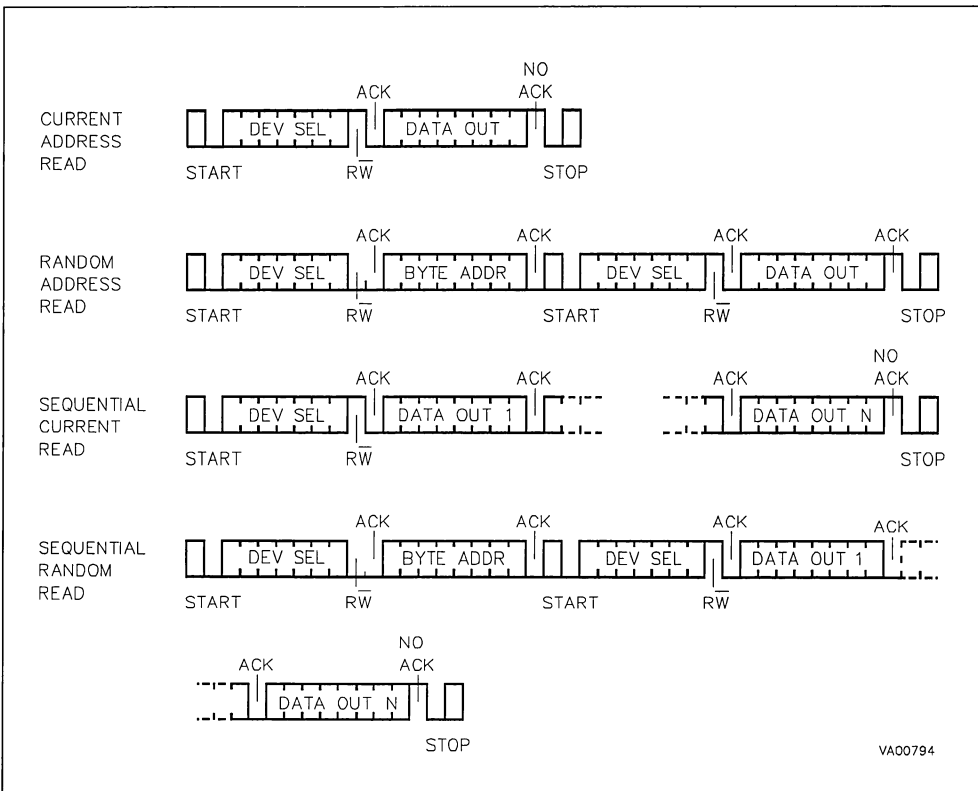 NO
ACK ACK
CURRENT
ADDRESS
READ
DEV SEL DATA OUT
START RW̅ STOP
ACK ACK ACK ACK
RANDOM
ADDRESS
READ
DEV SEL BYTE ADDR DEV SEL DATA OUT
START RW̅ START RW̅ STOP
NO
ACK ACK ACK ACK
SEQUENTIAL
CURRENT
READ
DEV SEL DATA OUT 1 DATA OUT N
START RW̅ STOP
ACK ACK ACK ACK
SEQUENTIAL
RANDOM
READ
DEV SEL BYTE ADDR DEV SEL DATA OUT 1
START RW̅ START RW̅
NO
ACK ACK
DATA OUT N
STOP
VA00794